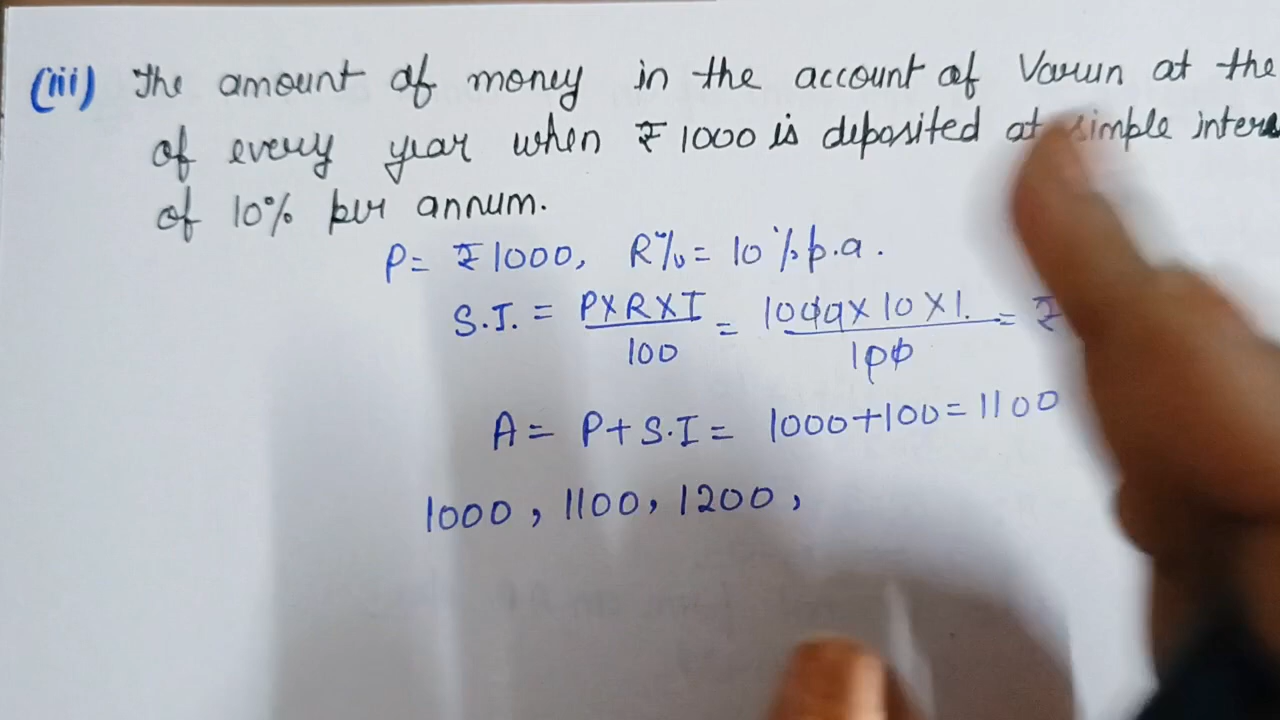 (iii) The amount of money in the account of Varun at the
of every year when ₹ 1000 is deposited at simple inter
of 10% per annum.
P = ₹ 1000, R% = 10 % p.a.
S.I. = P×R×I/100 = 1000×10×1./100 = ₹
A = P + S.I = 1000+100 = 1100
1000, 1100, 1200,